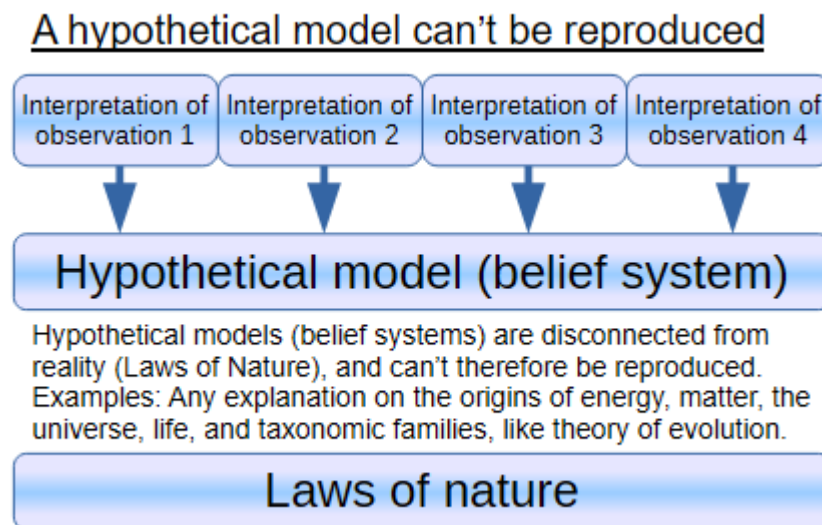 A hypothetical model can't be reproduced
Interpretation of observation 1
Interpretation of observation 2
Interpretation of observation 3
Interpretation of observation 4
Hypothetical model (belief system)
Hypothetical models (belief systems) are disconnected from
reality (Laws of Nature), and can't therefore be reproduced.
Examples: Any explanation on the origins of energy, matter, the
universe, life, and taxonomic families, like theory of evolution.
Laws of nature